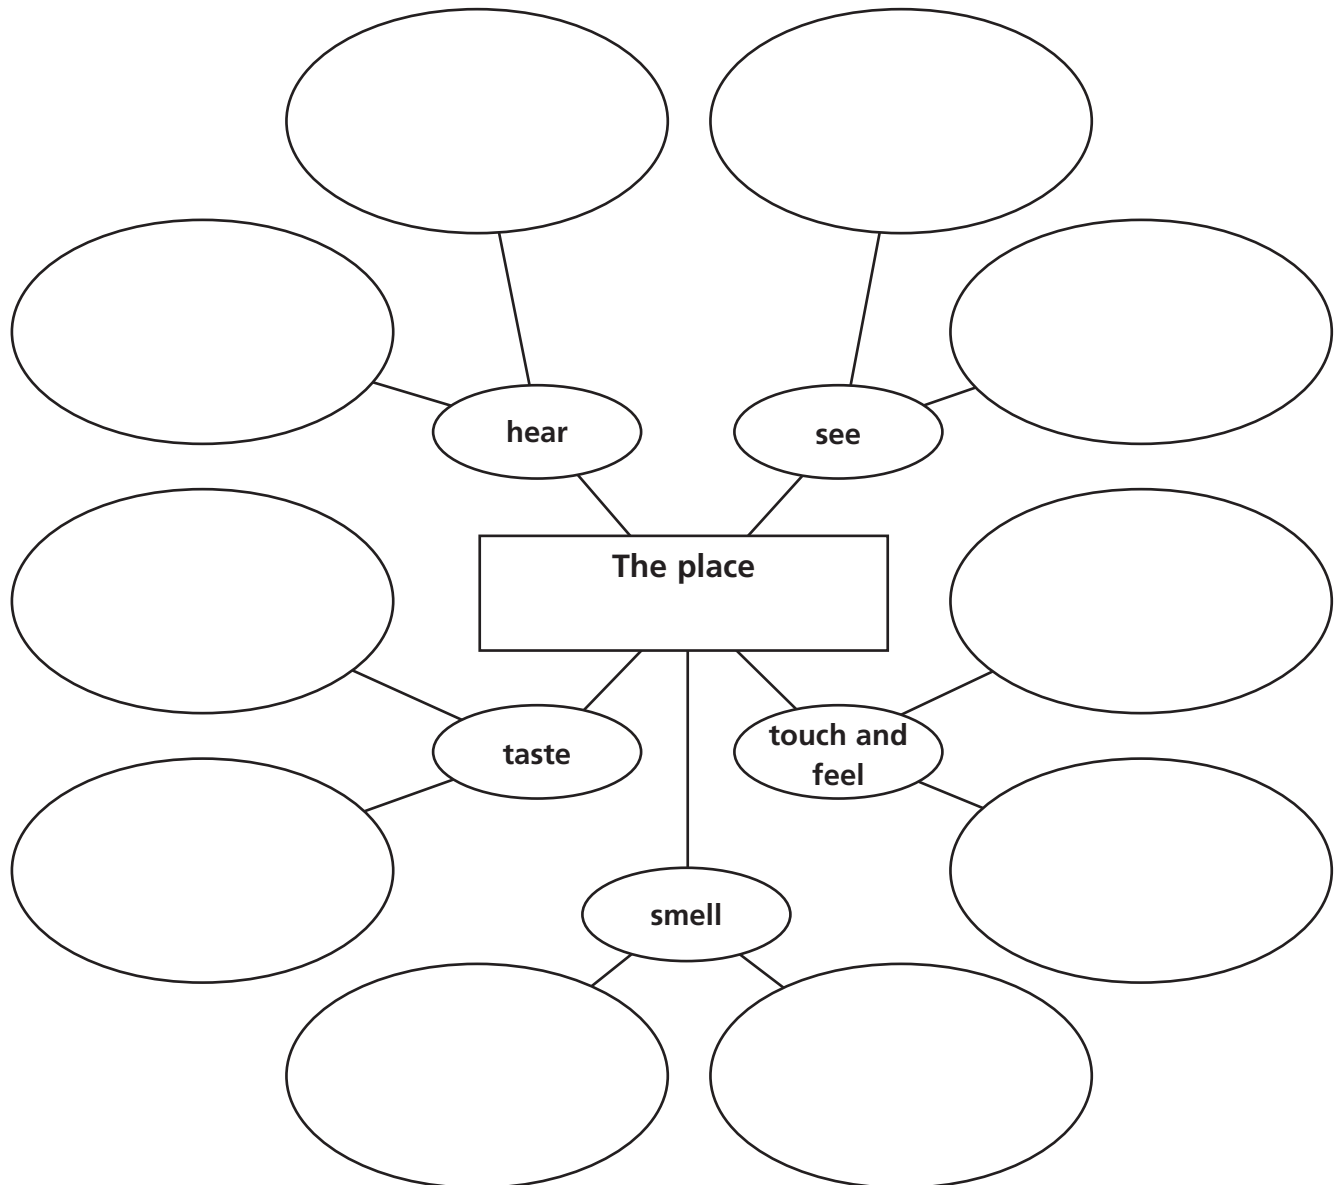 hear
see
The place
taste
touch and
feel
smell